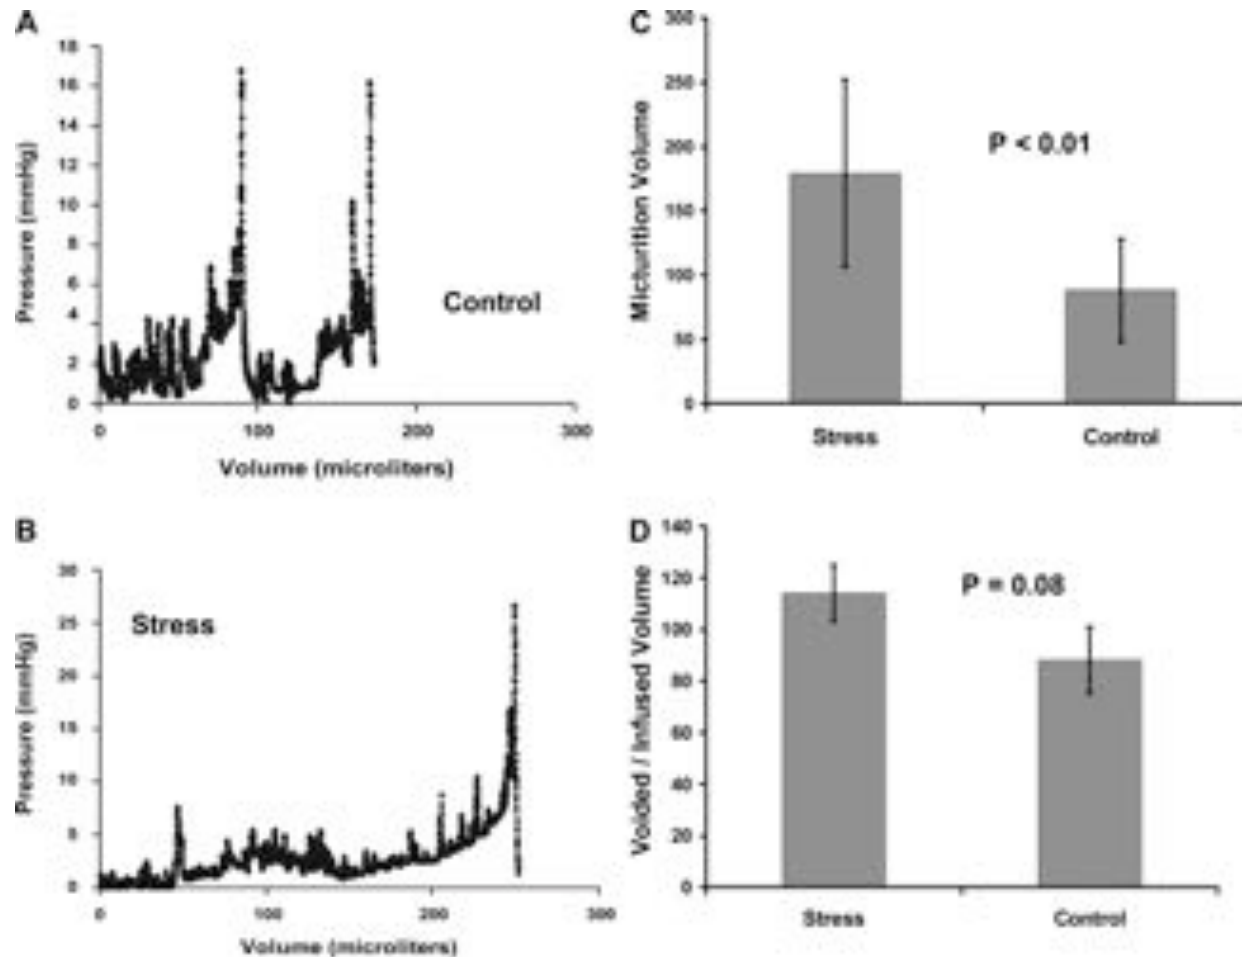 A
18
16
14
12
10
8
6
4
2
0
Pressure (mmHg)
Control
0 100 200 300
Volume (microliters)
B
30
25
20
15
10
5
0
Pressure (mmHg)
Stress
0 100 200 300
Volume (microliters)
C
300
250
200
150
100
50
0
Micturition Volume
P < 0.01
Stress Control
D
140
120
100
80
60
40
20
0
Voided / Infused Volume
P = 0.08
Stress Control